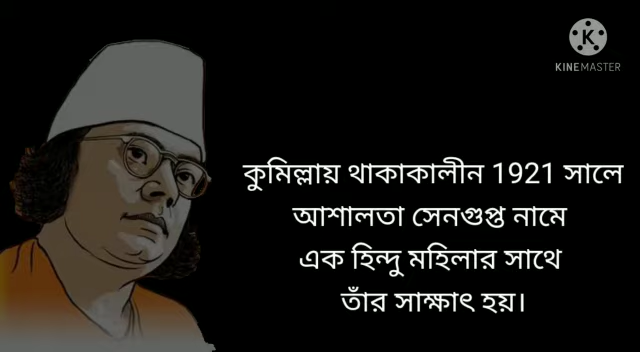 KINEMASTER
কুমিল্লায় থাকাকালীন 1921 সালে
আশালতা সেনগুপ্ত নামে
এক হিন্দু মহিলার সাথে
তাঁর সাক্ষাৎ হয়।